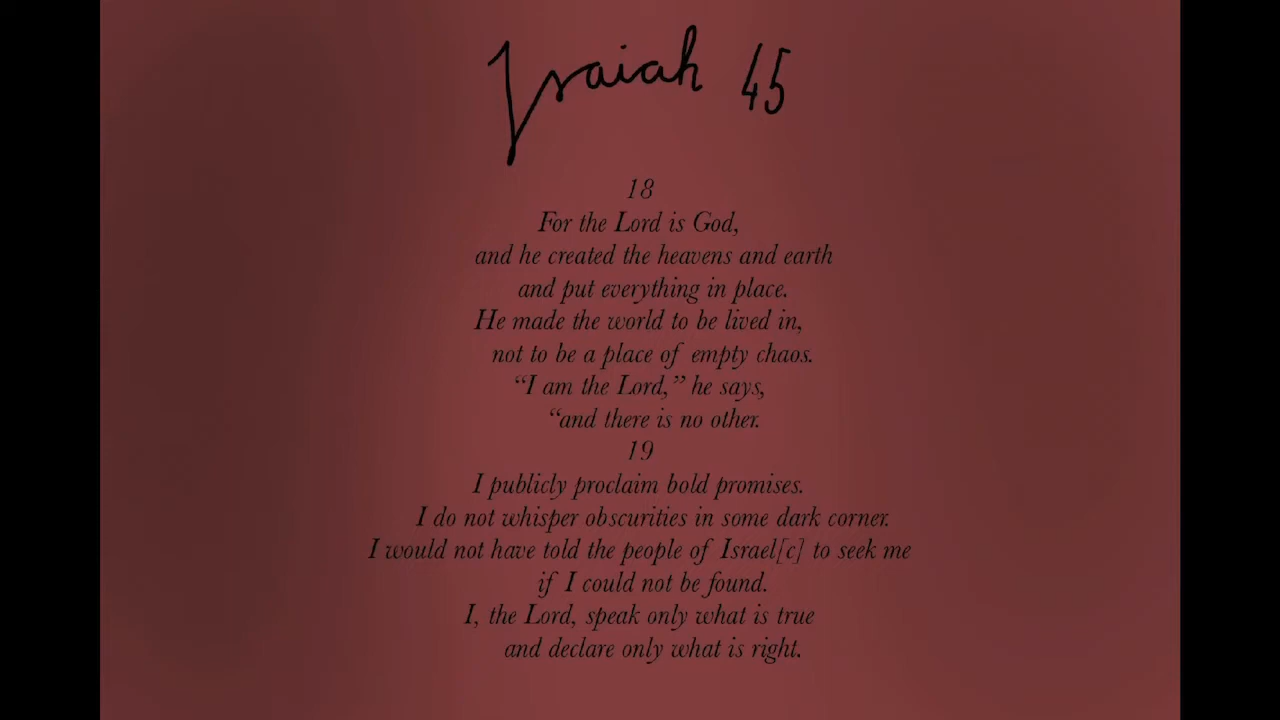 Isaiah 45
18
For the Lord is God,
and he created the heavens and earth
and put everything in place.
He made the world to be lived in,
not to be a place of empty chaos.
“I am the Lord,” he says,
“and there is no other.
19
I publicly proclaim bold promises.
I do not whisper obscurities in some dark corner.
I would not have told the people of Israel[c] to seek me
if I could not be found.
I, the Lord, speak only what is true
and declare only what is right.